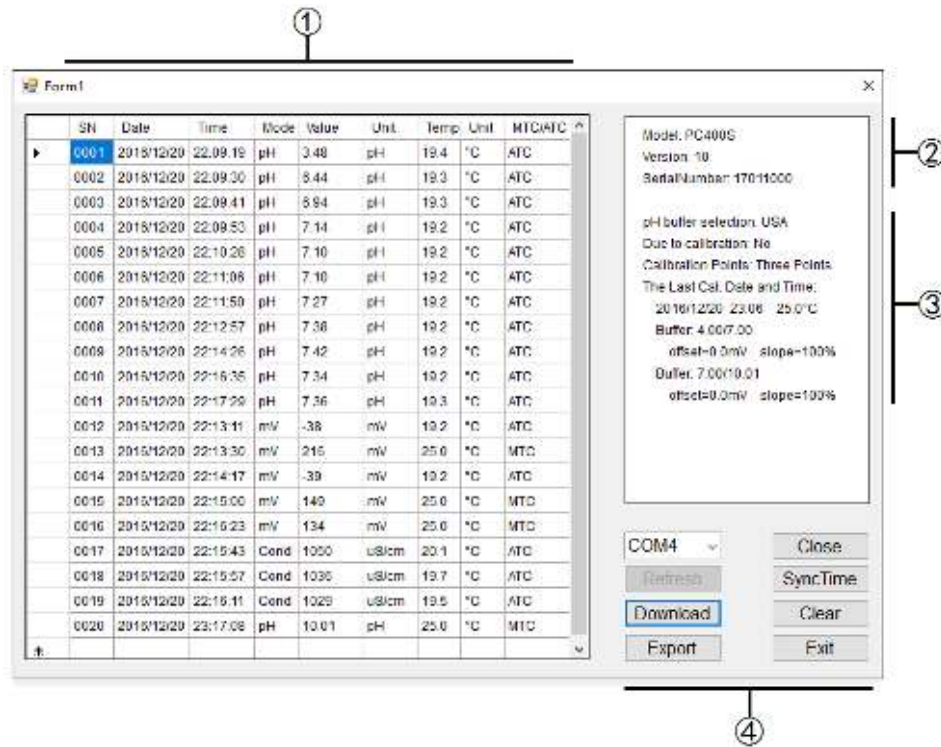 ①
Form1
SN Date Time Mode Value Unit Temp Unit MTC/ATC
0001 2016/12/20 22:09:19 pH 3.48 pH 19.4 °C ATC
0002 2016/12/20 22:09:30 pH 6.44 pH 19.3 °C ATC
0003 2016/12/20 22:09:41 pH 6.94 pH 19.3 °C ATC
0004 2016/12/20 22:09:53 pH 7.14 pH 19.2 °C ATC
0005 2016/12/20 22:10:28 pH 7.10 pH 19.2 °C ATC
0006 2016/12/20 22:11:06 pH 7.10 pH 19.2 °C ATC
0007 2016/12/20 22:11:50 pH 7.27 pH 19.2 °C ATC
0008 2016/12/20 22:12:57 pH 7.38 pH 19.2 °C ATC
0009 2016/12/20 22:14:26 pH 7.42 pH 19.2 °C ATC
0010 2016/12/20 22:16:35 pH 7.34 pH 19.2 °C ATC
0011 2016/12/20 22:17:29 pH 7.36 pH 19.3 °C ATC
0012 2016/12/20 22:13:11 mV -38 mV 19.2 °C ATC
0013 2016/12/20 22:13:30 mV 216 mV 25.0 °C MTC
0014 2016/12/20 22:14:17 mV -39 mV 19.2 °C ATC
0015 2016/12/20 22:15:00 mV 149 mV 25.0 °C MTC
0016 2016/12/20 22:16:23 mV 134 mV 25.0 °C MTC
0017 2016/12/20 22:15:43 Cond 1050 uS/cm 20.1 °C ATC
0018 2016/12/20 22:15:57 Cond 1036 uS/cm 19.7 °C ATC
0019 2016/12/20 22:16:11 Cond 1029 uS/cm 19.5 °C ATC
0020 2016/12/20 23:17:08 pH 10.01 pH 25.0 °C MTC
Model: PC400S
Version: 10
SerialNumber: 17011000
②
pH buffer selection: USA
Due to calibration: No
Calibration Points: Three Points
The Last Cal. Date and Time:
2016/12/20 23:06 25.0°C
Buffer: 4.00/7.00
offset=0.0mV slope=100%
Buffer: 7.00/10.01
offset=0.0mV slope=100%
③
COM4 Close
Refresh SyncTime
Download Clear
Export Exit
④